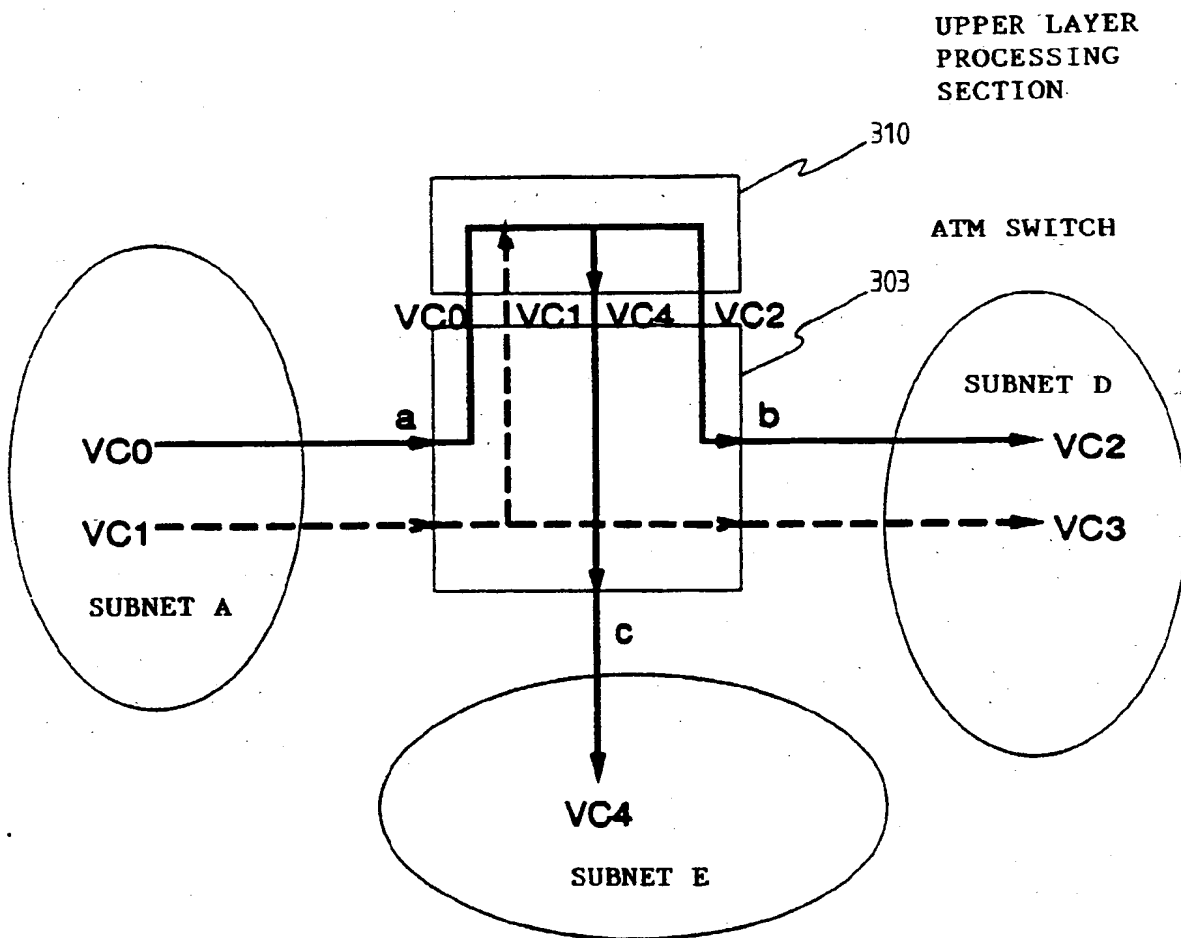 UPPER LAYER
PROCESSING
SECTION
310
ATM SWITCH
303
VC0 VC1 VC4 VC2
SUBNET D
a
b
VC0
VC2
VC1
VC3
SUBNET A
c
VC4
SUBNET E